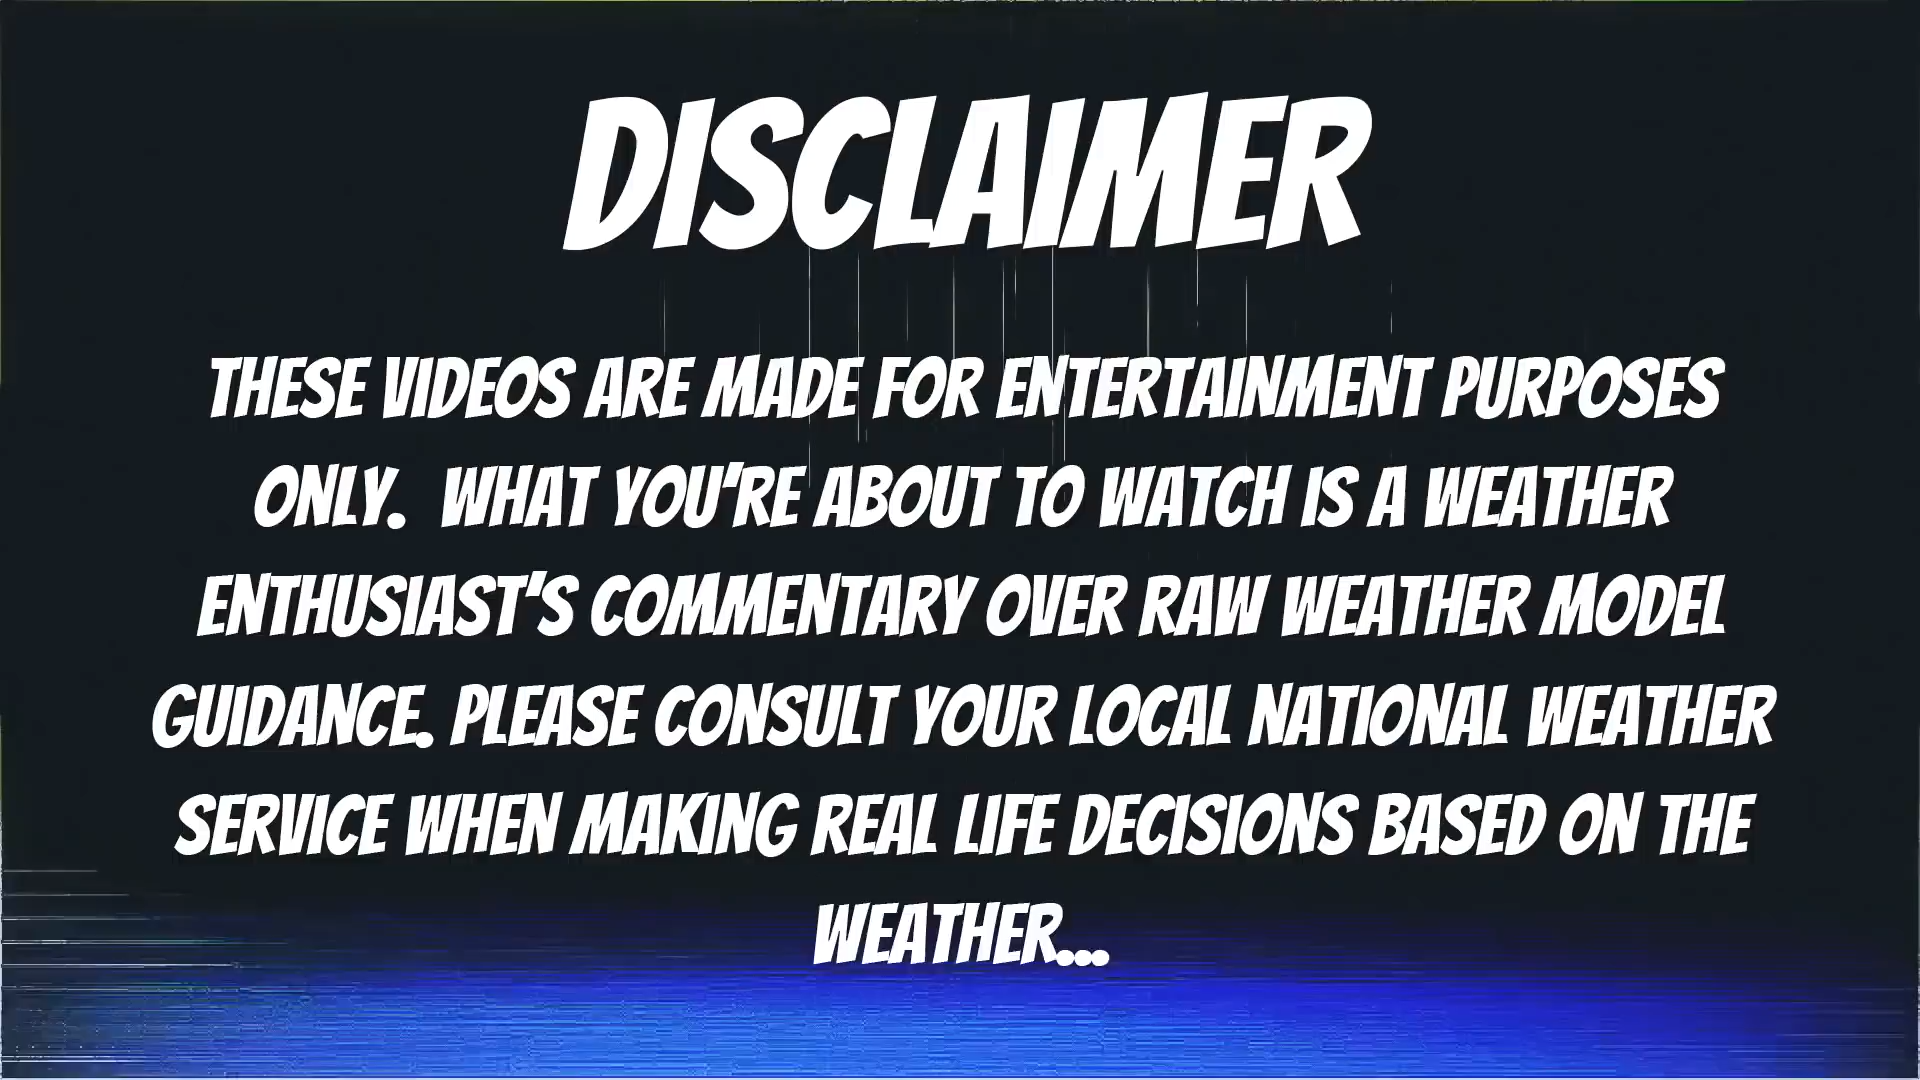 DISCLAIMER
THESE VIDEOS ARE MADE FOR ENTERTAINMENT PURPOSES
ONLY.  WHAT YOU'RE ABOUT TO WATCH IS A WEATHER
ENTHUSIAST'S COMMENTARY OVER RAW WEATHER MODEL
GUIDANCE. PLEASE CONSULT YOUR LOCAL NATIONAL WEATHER
SERVICE WHEN MAKING REAL LIFE DECISIONS BASED ON THE
WEATHER...